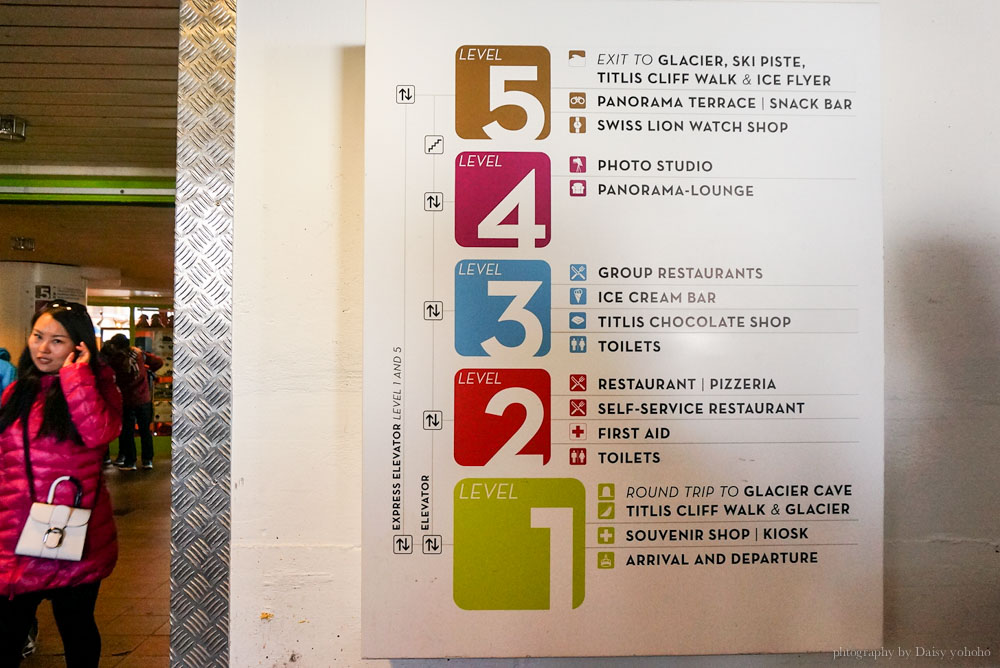 LEVEL
5
EXIT TO GLACIER, SKI PISTE,
TITLIS CLIFF WALK & ICE FLYER
PANORAMA TERRACE | SNACK BAR
SWISS LION WATCH SHOP
LEVEL
4
PHOTO STUDIO
PANORAMA-LOUNGE
LEVEL
3
GROUP RESTAURANTS
ICE CREAM BAR
TITLIS CHOCOLATE SHOP
TOILETS
LEVEL
2
RESTAURANT | PIZZERIA
SELF-SERVICE RESTAURANT
FIRST AID
TOILETS
LEVEL
1
ROUND TRIP TO GLACIER CAVE
TITLIS CLIFF WALK & GLACIER
SOUVENIR SHOP | KIOSK
ARRIVAL AND DEPARTURE
EXPRESS ELEVATOR LEVEL 1 AND 5
ELEVATOR
5
phtography by Daisy yohoho